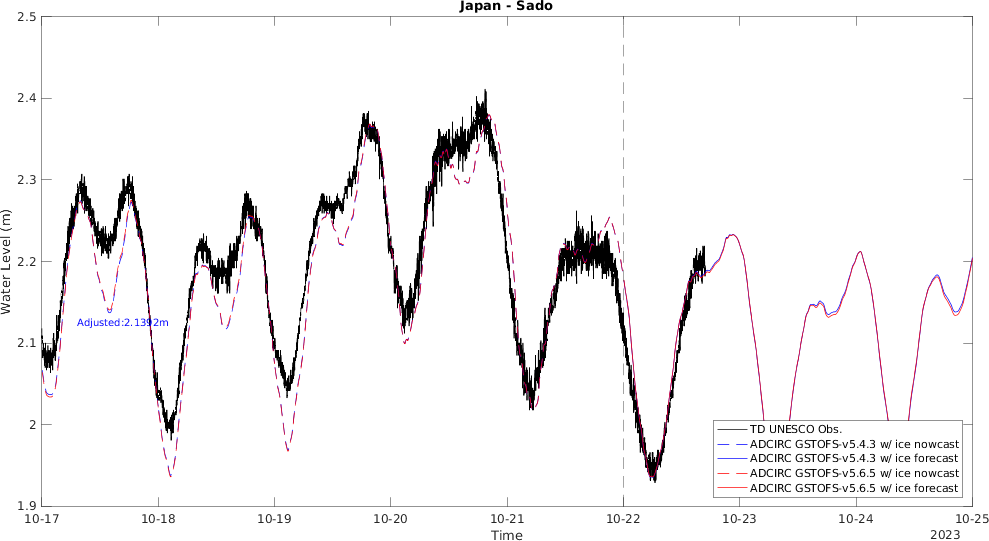 Japan - Sado
2.5
2.4
2.3
2.2
2.1
2
1.9
Water Level (m)
Adjusted:2.1392m
TD UNESCO Obs.
ADCIRC GSTOFS-v5.4.3 w/ ice nowcast
ADCIRC GSTOFS-v5.4.3 w/ ice forecast
ADCIRC GSTOFS-v5.6.5 w/ ice nowcast
ADCIRC GSTOFS-v5.6.5 w/ ice forecast
10-17 10-18 10-19 10-20 10-21 10-22 10-23 10-24 10-25
Time
2023